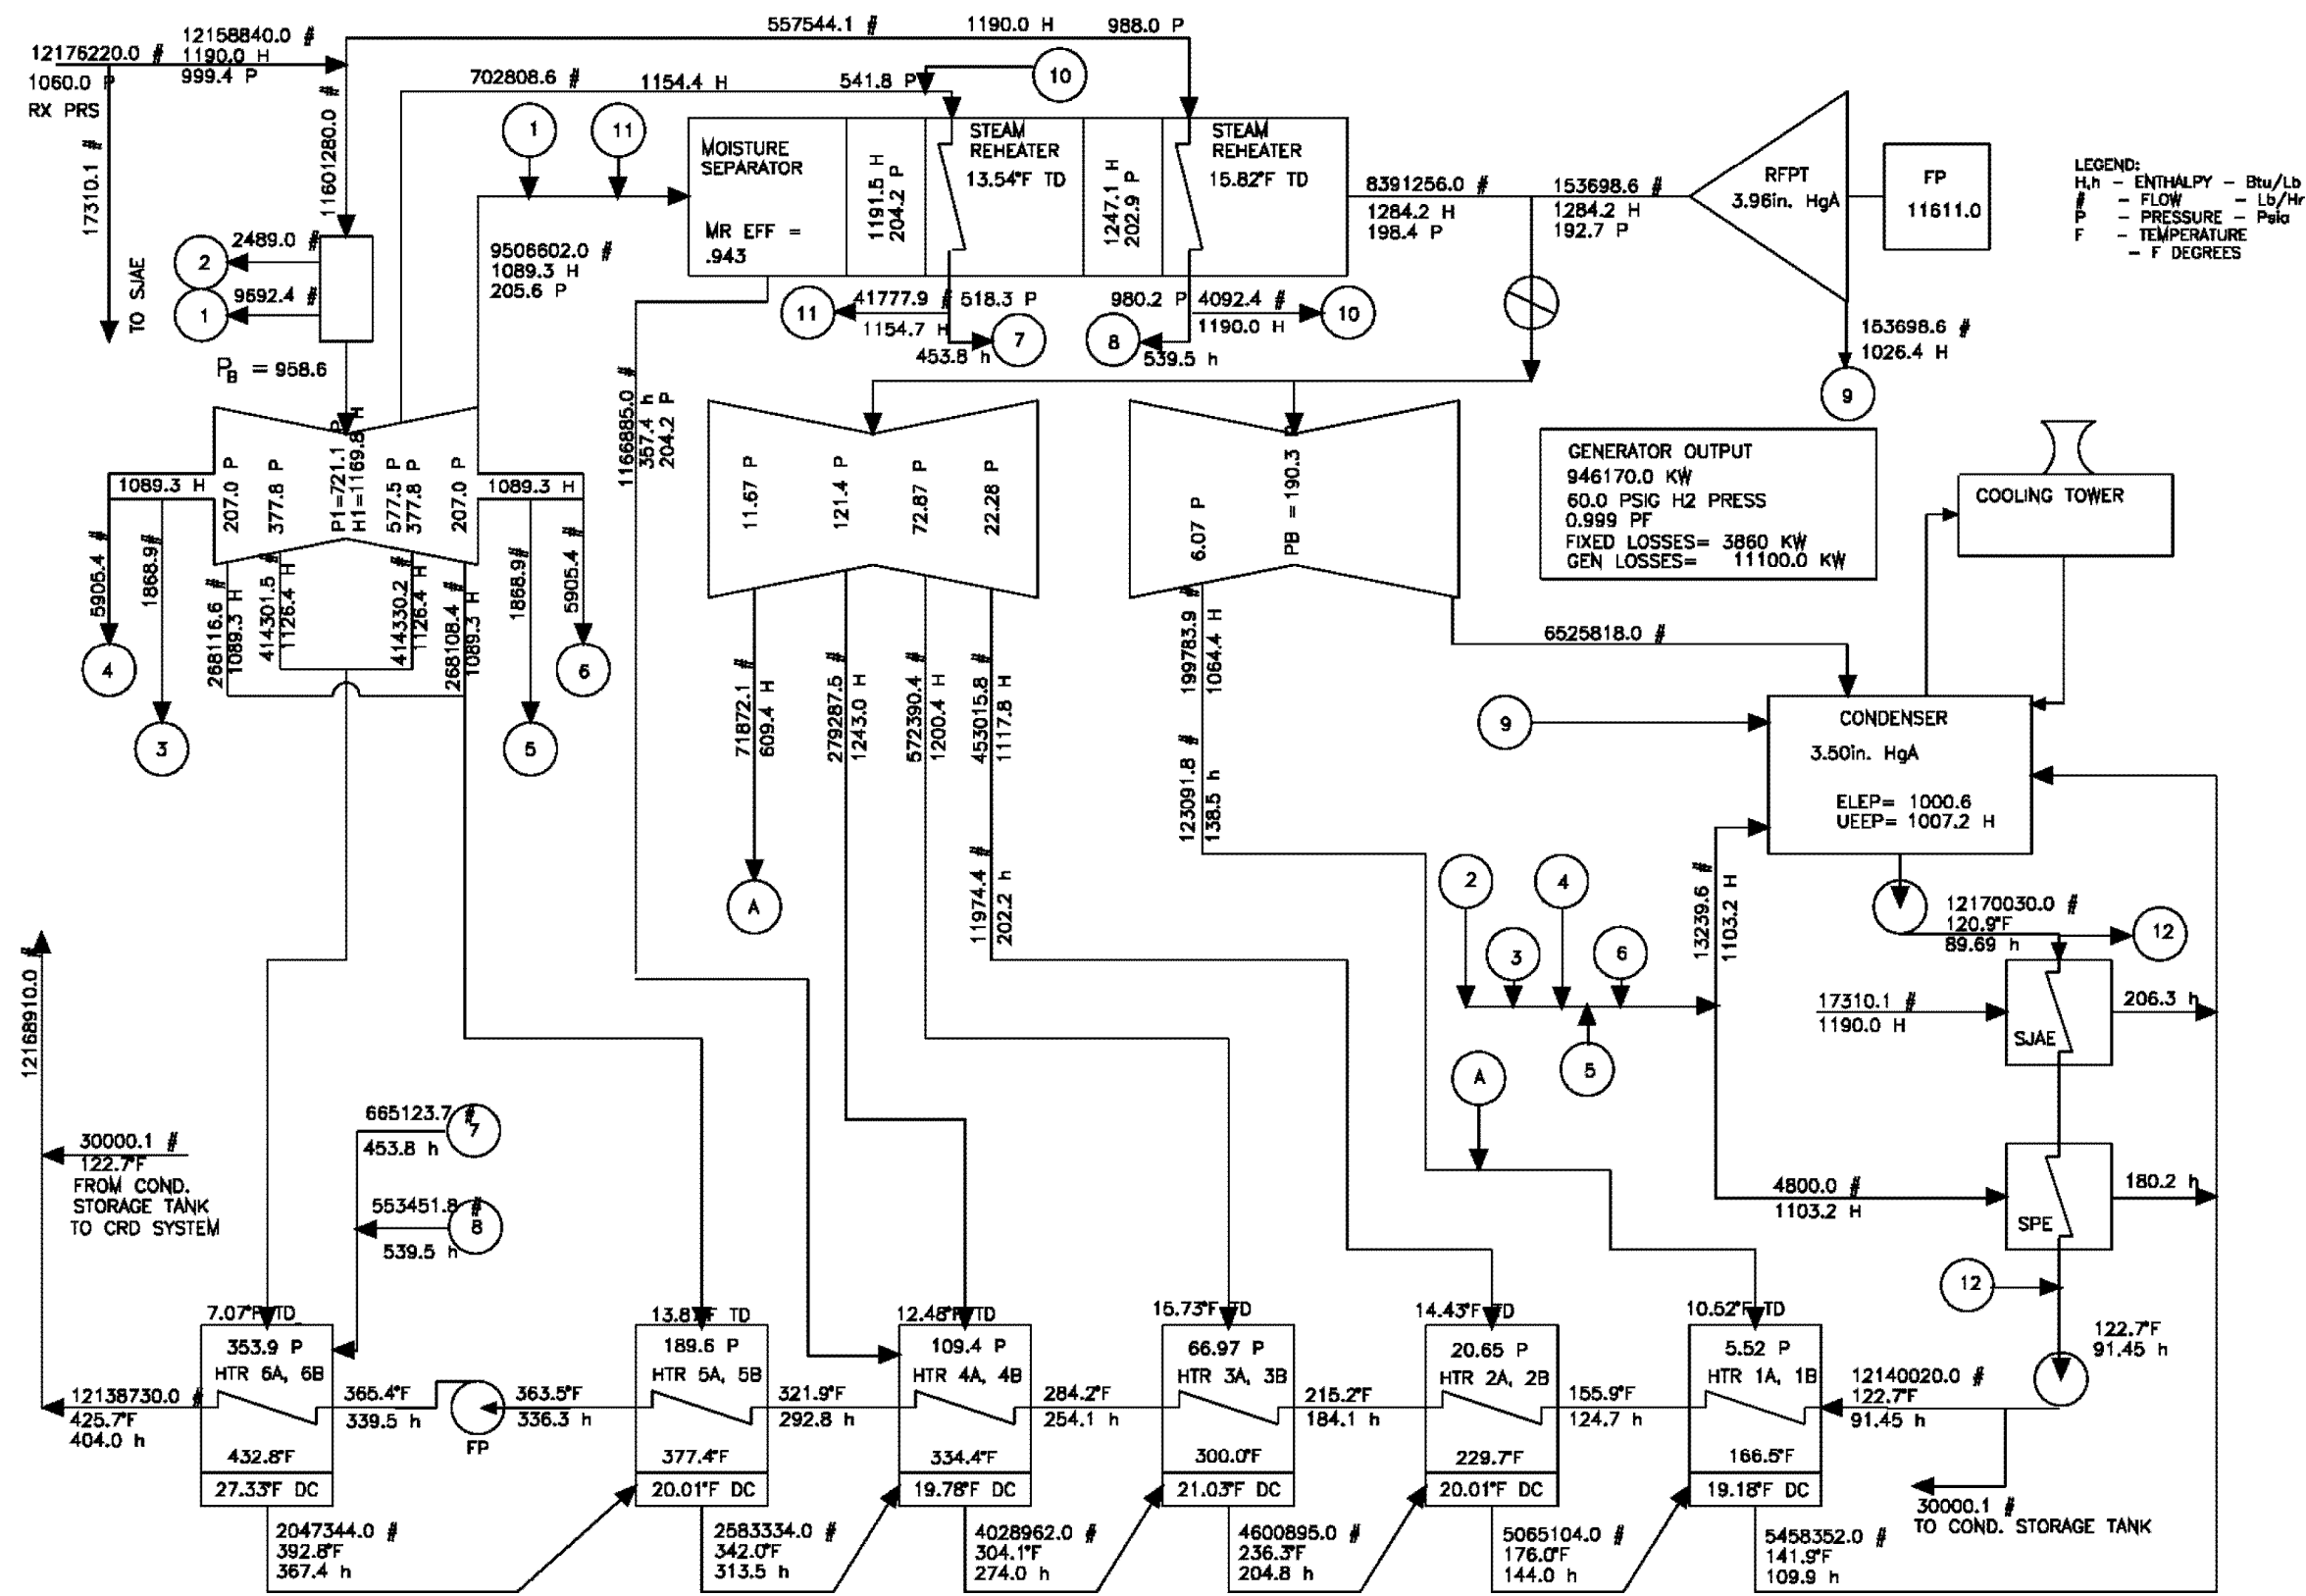 557544.1 # 1190.0 H 988.0 P
12176220.0 # 12158840.0 #
1190.0 H
1060.0 P 999.4 P
RX PRS
702808.6 # 1154.4 H 541.8 P
10
11601280.0 #
17310.1 #
TO SJAE
1
11
MOISTURE
SEPARATOR
MR EFF =
.943
1191.5 H
204.2 P
STEAM
REHEATER
13.54°F TD
1247.1 H
202.9 P
STEAM
REHEATER
15.82°F TD
8391256.0 #
1284.2 H
198.4 P
153698.6 #
1284.2 H
192.7 P
RFPT
3.96in. HgA
FP
11611.0
LEGEND:
H,h – ENTHALPY – Btu/Lb
# – FLOW – Lb/Hr
P – PRESSURE – Psia
F – TEMPERATURE
– F DEGREES
2
2489.0 #
1
9692.4 #
PB = 958.6
9506602.0 #
1089.3 H
205.6 P
11
41777.9 #
1154.7 H
518.3 P
7
453.8 h
980.2 P
8
539.5 h
4092.4 #
1190.0 H
10
153698.6 #
1026.4 H
9
1166885.0 #
357.4 h
204.2 P
1089.3 H
207.0 P
377.8 P
P1=721.1 P
H1=1169.8 H
577.5 P
377.8 P
207.0 P
1089.3 H
5905.4 #
1868.9#
268116.6 #
1089.3 H
414301.5 #
1126.4 H
414330.2 #
1126.4 H
268108.4 #
1089.3 H
1868.9#
5905.4 #
4
3
5
6
11.67 P
121.4 P
72.87 P
22.28 P
6.07 P
PB =190.3 P
GENERATOR OUTPUT
946170.0 KW
60.0 PSIG H2 PRESS
0.999 PF
FIXED LOSSES= 3860 KW
GEN LOSSES= 11100.0 KW
COOLING TOWER
71872.1 #
609.4 H
279287.5 #
1243.0 H
572390.4 #
1200.4 H
453015.8 #
1117.8 H
199783.9 #
1064.4 H
6525818.0 #
9
CONDENSER
3.50in. HgA
ELEP= 1000.6
UEEP= 1007.2 H
A
11974.4 #
202.2 h
123091.8 #
138.5 h
2
3
4
5
6
13239.6 #
1103.2 H
12170030.0 #
120.9°F
89.69 h
12
17310.1 #
1190.0 H
SJAE
206.3 h
A
4800.0 #
1103.2 H
SPE
180.2 h
12
12168910.0 #
30000.1 #
122.7°F
FROM COND.
STORAGE TANK
TO CRD SYSTEM
665123.7 #
453.8 h
7
553451.8 #
539.5 h
8
122.7°F
91.45 h
7.07°F TD
353.9 P
HTR 6A, 6B
432.8°F
27.33°F DC
12138730.0 #
425.7°F
404.0 h
365.4°F
339.5 h
FP
363.5°F
336.3 h
TD
189.6 P
HTR 5A, 5B
377.4°F
20.01°F DC
321.9°F
292.8 h
12.48°F TD
109.4 P
HTR 4A, 4B
334.4°F
19.78°F DC
284.2°F
254.1 h
15.73°F TD
66.97 P
HTR 3A, 3B
300.0°F
21.03°F DC
215.2°F
184.1 h
14.43°F TD
20.65 P
HTR 2A, 2B
229.7°F
20.01°F DC
155.9°F
124.7 h
10.52°F TD
5.52 P
HTR 1A, 1B
166.5°F
19.18°F DC
12140020.0 #
122.7°F
91.45 h
30000.1 #
TO COND. STORAGE TANK
2047344.0 #
392.8°F
367.4 h
2583334.0 #
342.0°F
313.5 h
4028962.0 #
304.1°F
274.0 h
4600895.0 #
236.3°F
204.8 h
5065104.0 #
176.0°F
144.0 h
5458352.0 #
141.9°F
109.9 h